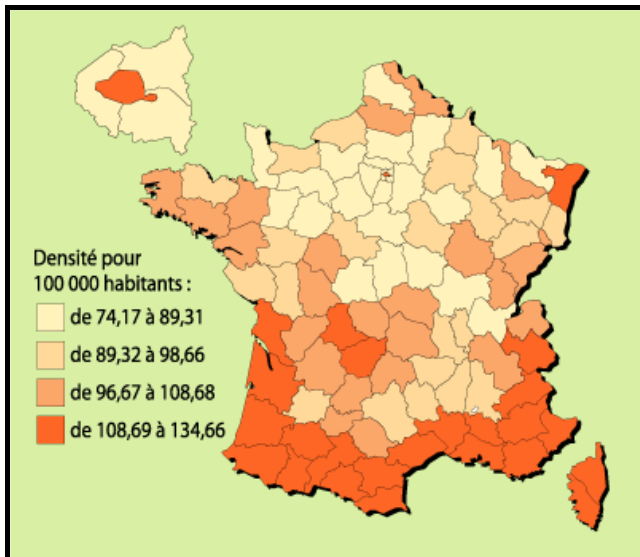 Densité pour
100 000 habitants :
de 74,17 à 89,31
de 89,32 à 98,66
de 96,67 à 108,68
de 108,69 à 134,66